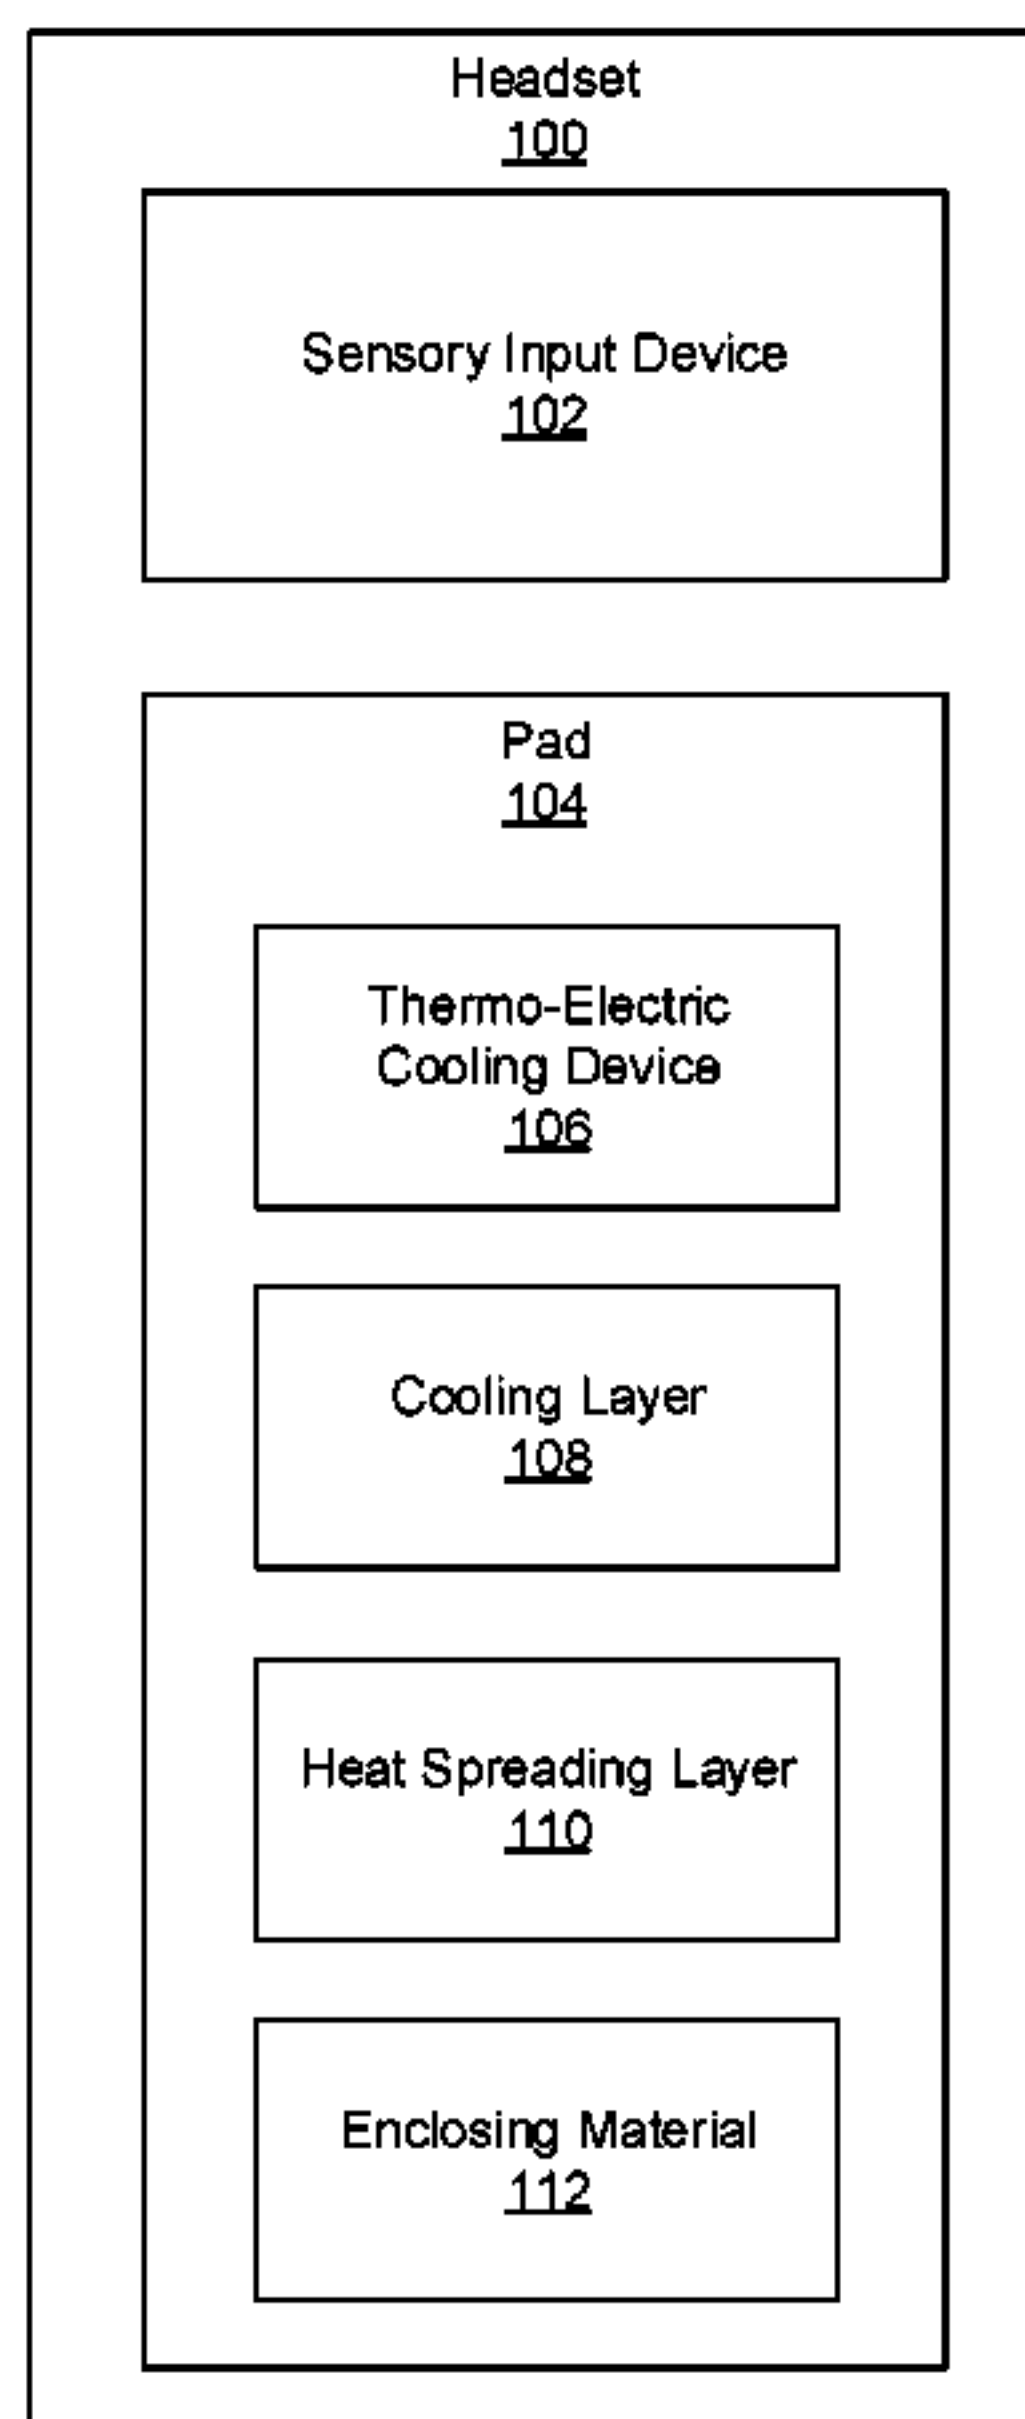 Headset
100
Sensory Input Device
102
Pad
104
Thermo-Electric
Cooling Device
106
Cooling Layer
108
Heat Spreading Layer
110
Enclosing Material
112